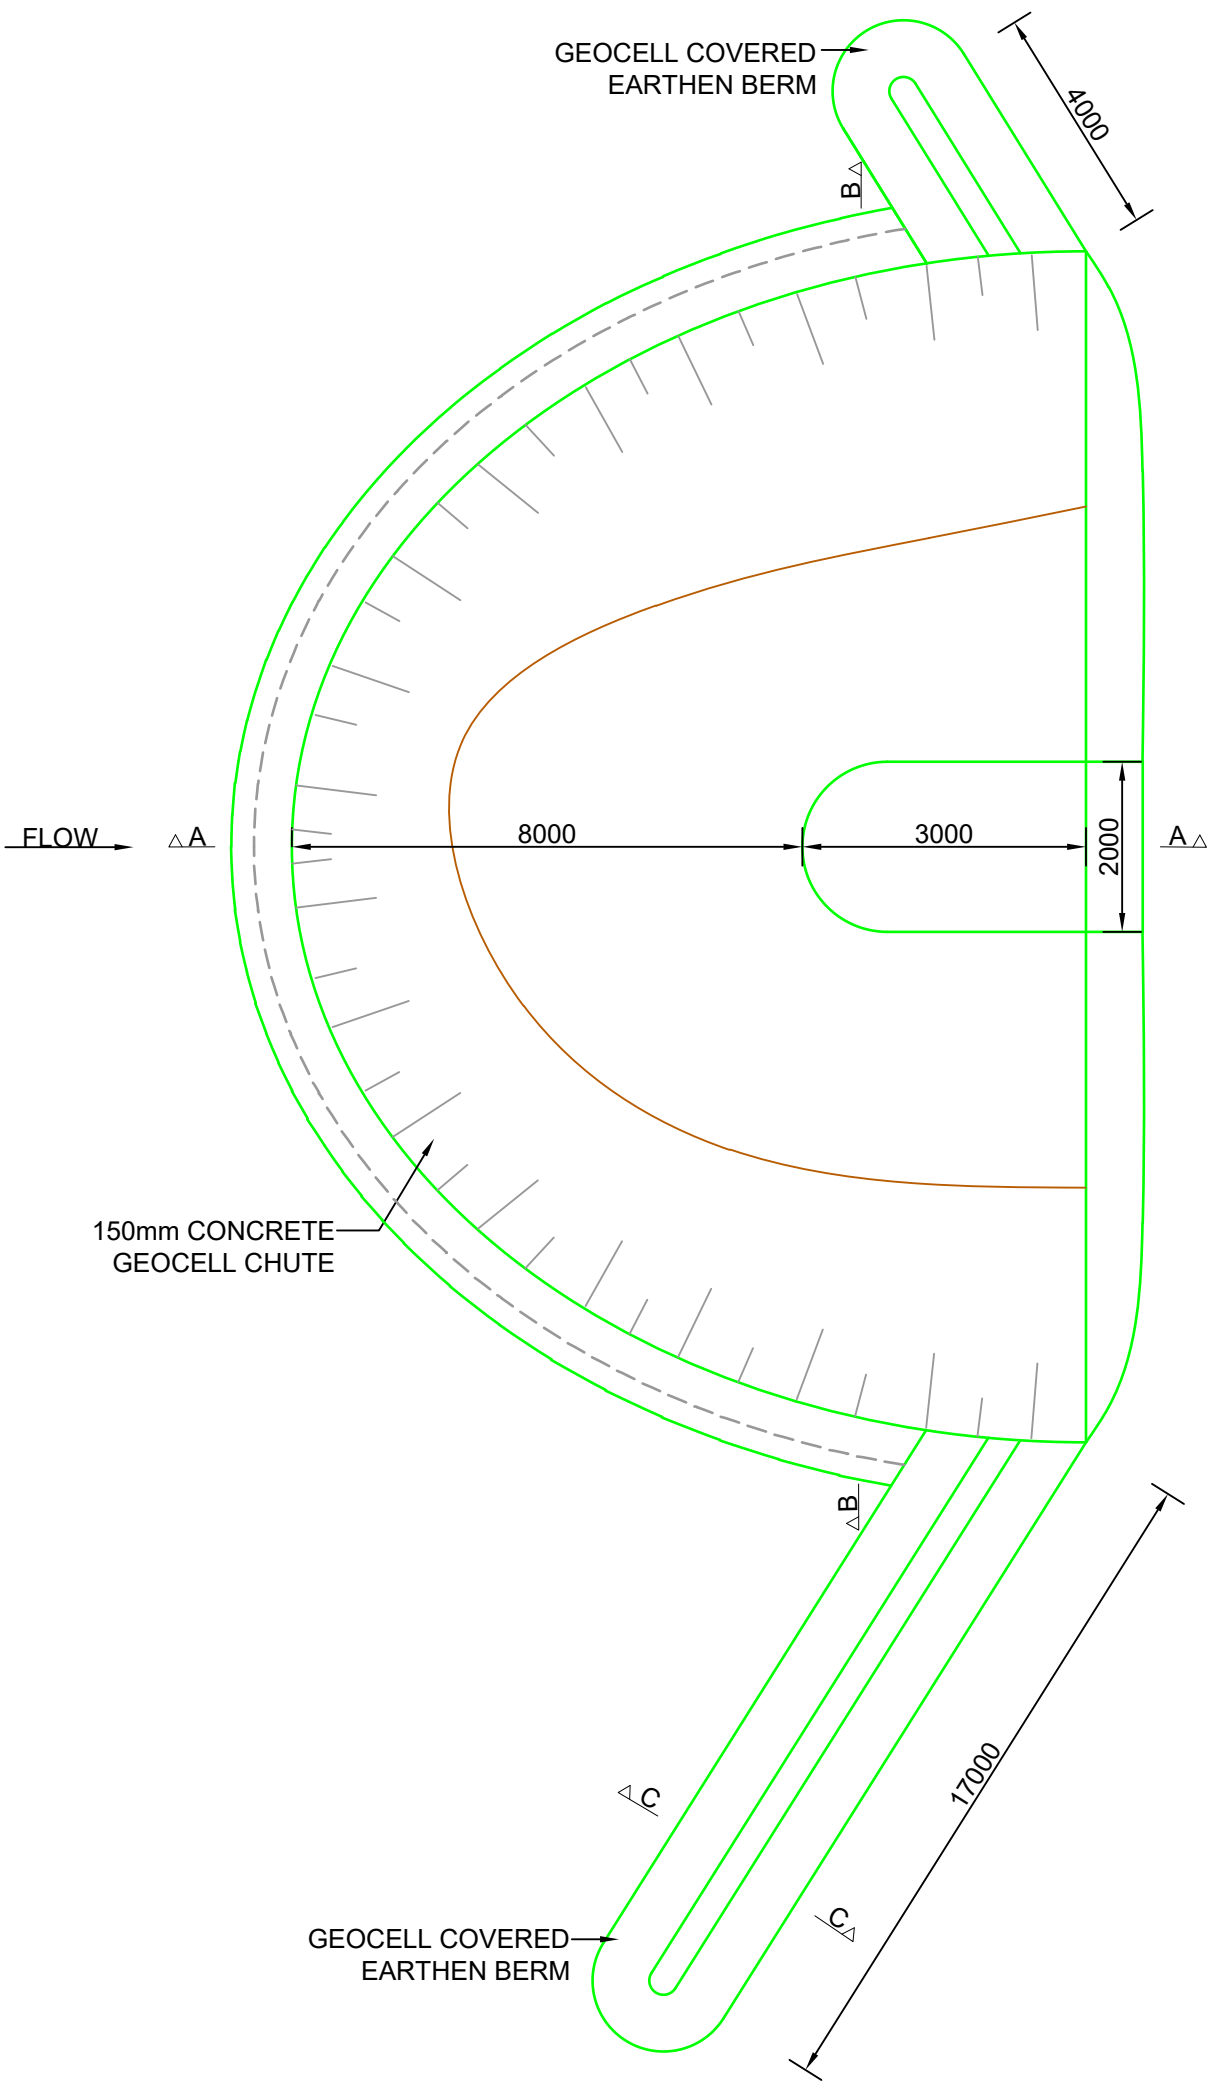 GEOCELL COVERED
EARTHEN BERM
4000
B
FLOW
A
8000
3000
2000
A
150mm CONCRETE
GEOCELL CHUTE
B
17000
C
C
GEOCELL COVERED
EARTHEN BERM